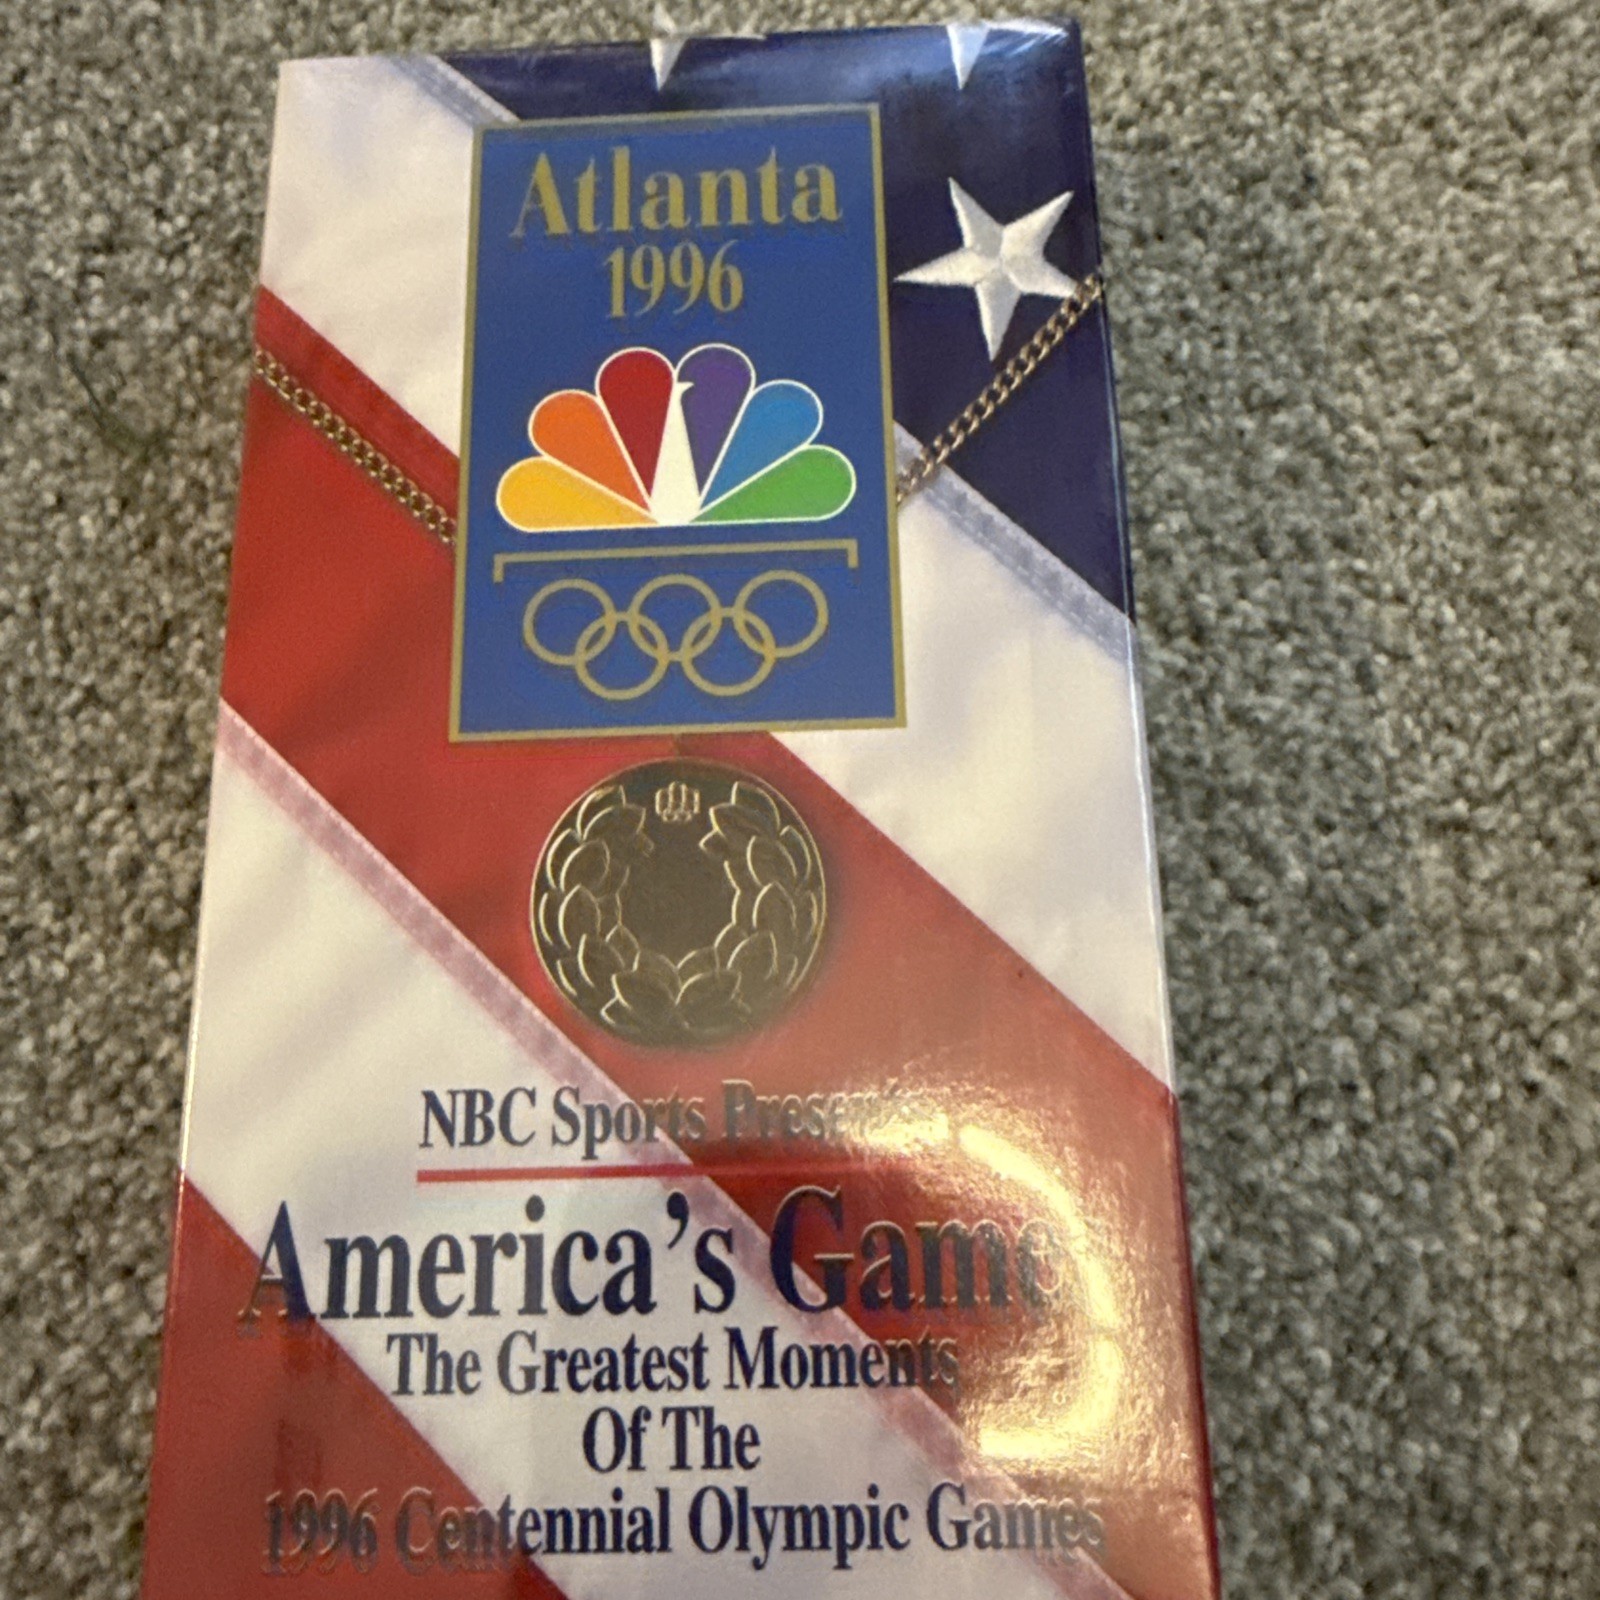 Atlanta
1996
NBC Sports Presents
America's Games
The Greatest Moments
Of The
1996 Centennial Olympic Games